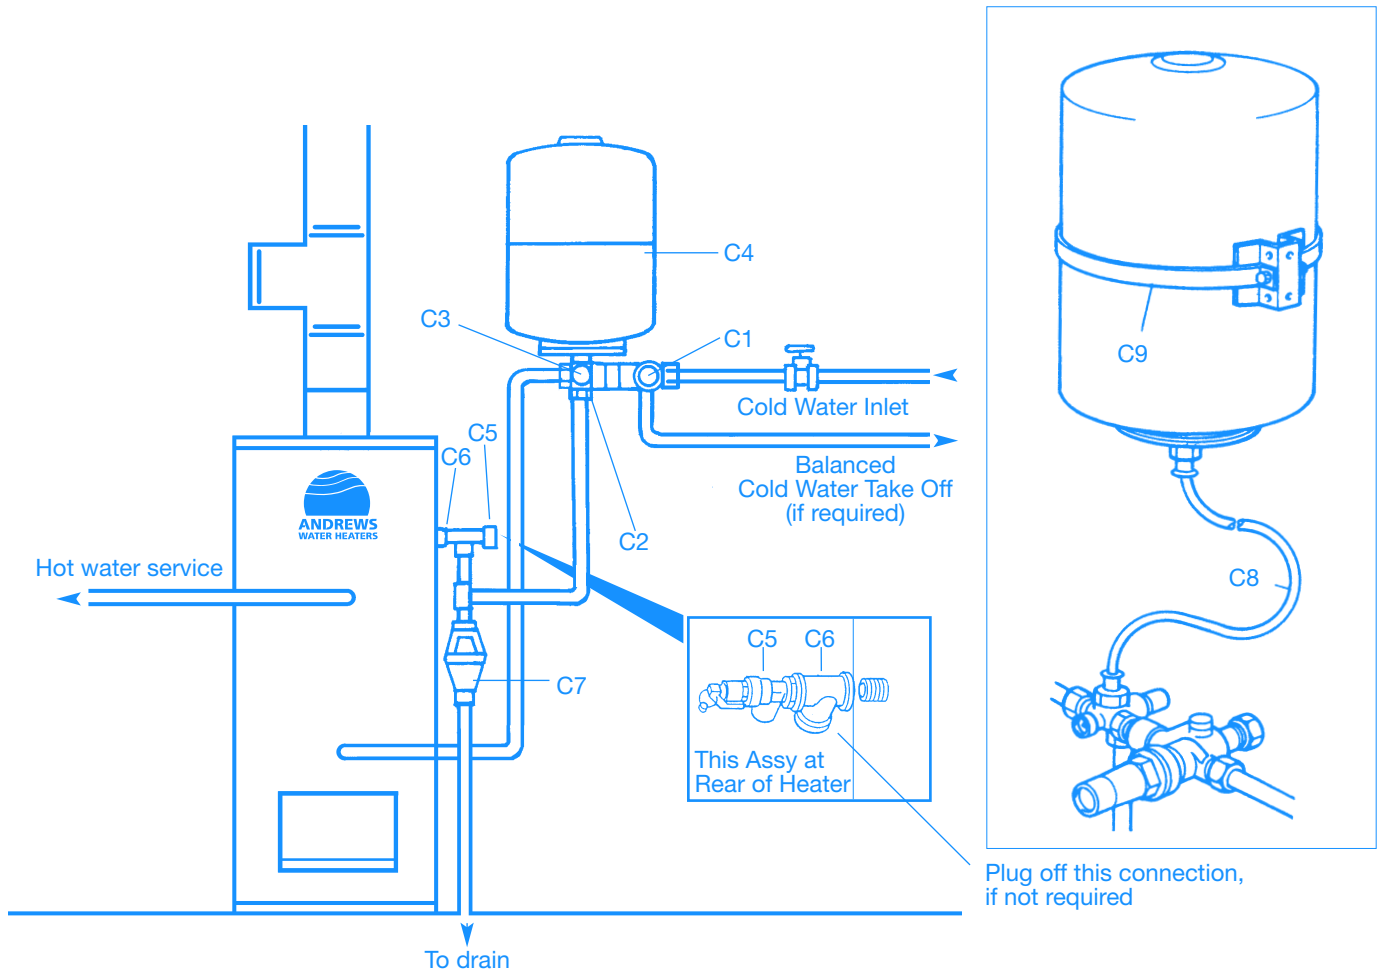 C4
C3
C1
Cold Water Inlet
C5
C6
Balanced
Cold Water Take Off
(if required)
ANDREWS
WATER HEATERS
C2
Hot water service
C5 C6
C7
This Assy at
Rear of Heater
To drain
C9
C8
Plug off this connection,
if not required